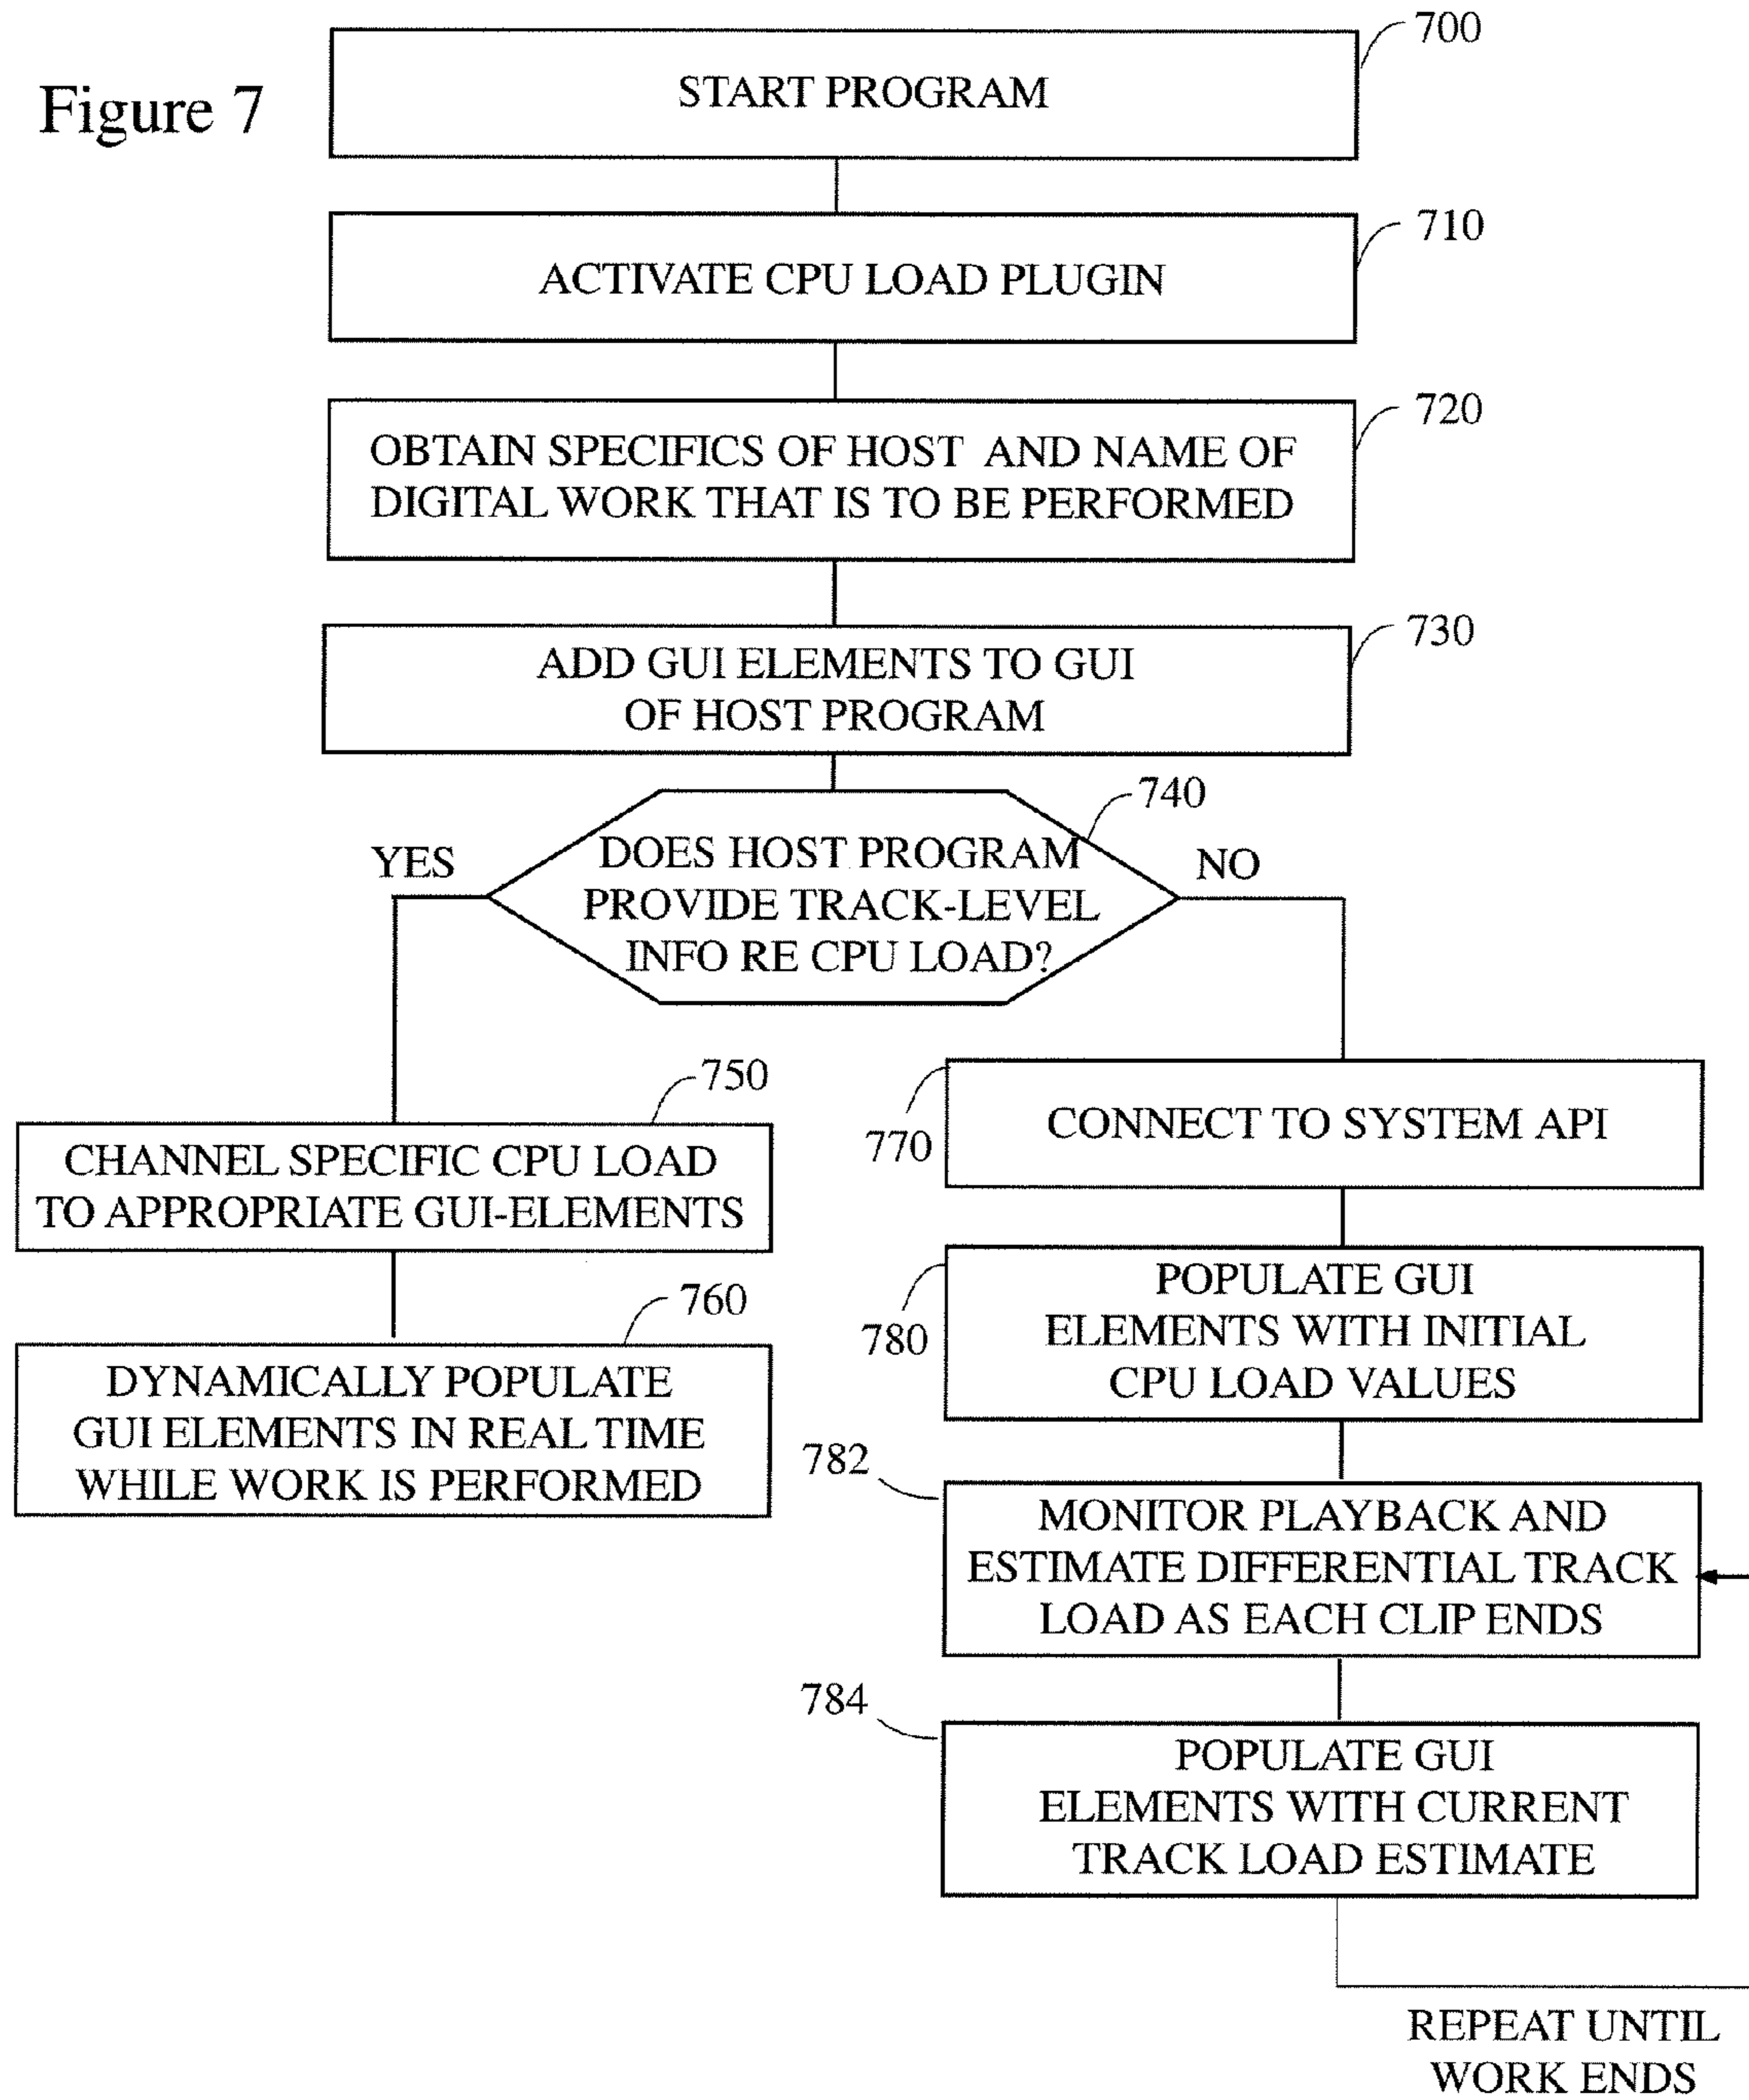 Figure 7
700
START PROGRAM
710
ACTIVATE CPU LOAD PLUGIN
720
OBTAIN SPECIFICS OF HOST AND NAME OF
DIGITAL WORK THAT IS TO BE PERFORMED
730
ADD GUI ELEMENTS TO GUI
OF HOST PROGRAM
740
DOES HOST PROGRAM
PROVIDE TRACK-LEVEL
INFO RE CPU LOAD?
YES
NO
750
CHANNEL SPECIFIC CPU LOAD
TO APPROPRIATE GUI-ELEMENTS
760
DYNAMICALLY POPULATE
GUI ELEMENTS IN REAL TIME
WHILE WORK IS PERFORMED
770
CONNECT TO SYSTEM API
780
POPULATE GUI
ELEMENTS WITH INITIAL
CPU LOAD VALUES
782
MONITOR PLAYBACK AND
ESTIMATE DIFFERENTIAL TRACK
LOAD AS EACH CLIP ENDS
784
POPULATE GUI
ELEMENTS WITH CURRENT
TRACK LOAD ESTIMATE
REPEAT UNTIL
WORK ENDS